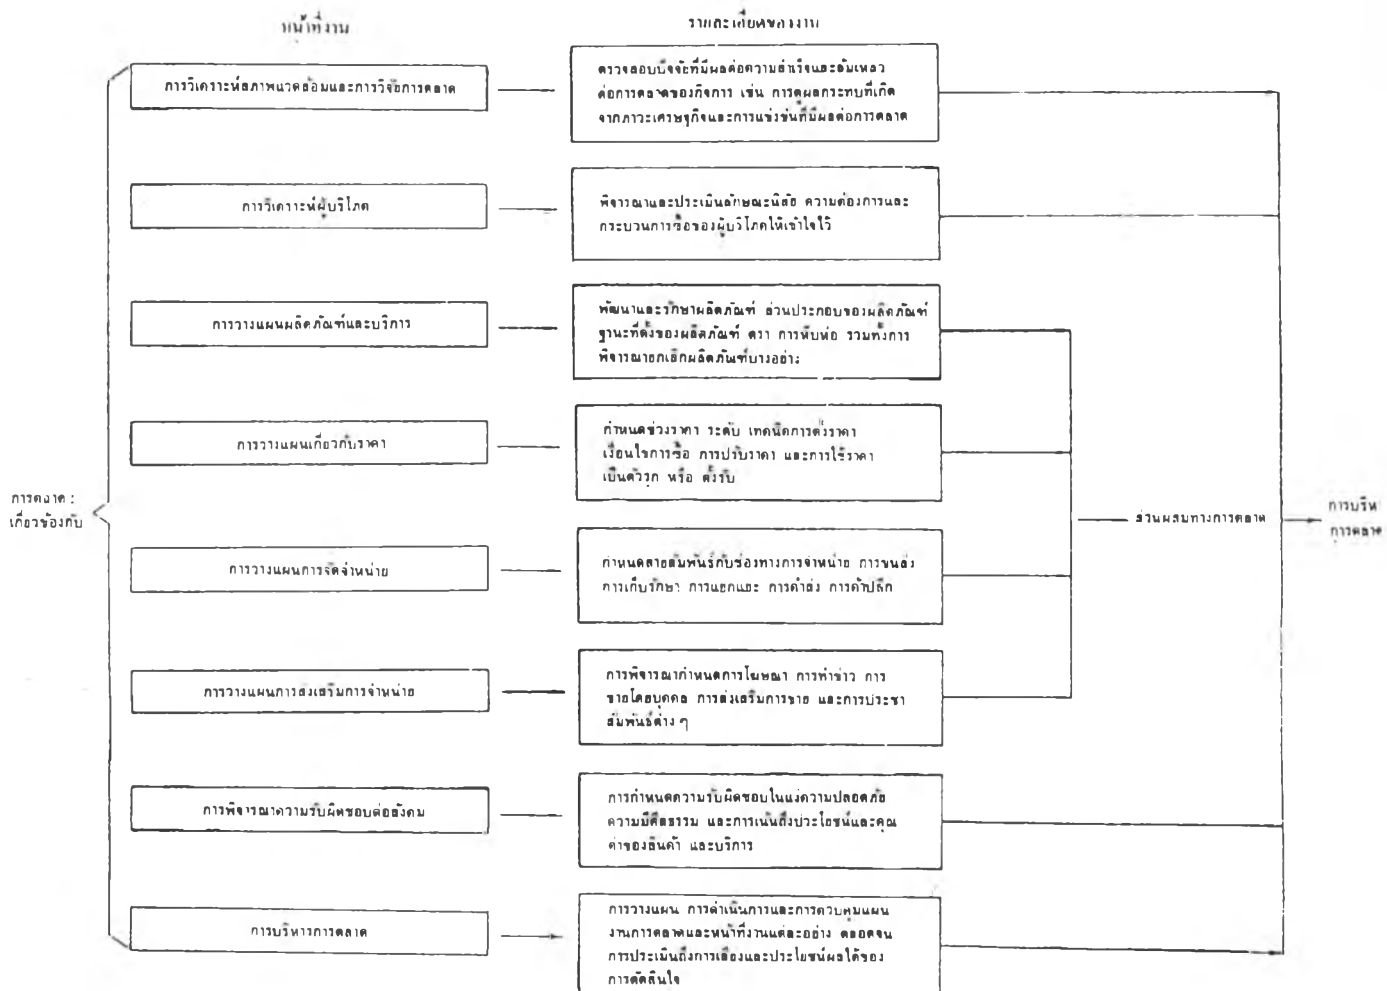 หน้าที่งาน
รายละเอียดของงาน
การวิเคราะห์สภาพแวดล้อมและการวิจัยการตลาด
ตรวจสอบปัจจัยที่มีผลต่อความสำเร็จและล้มเหลว
ต่อการตลาดของกิจการ เช่น การดูผลกระทบที่เกิด
จากภาวะเศรษฐกิจและการแข่งขันที่มีผลต่อการตลาด
การวิเคราะห์ผู้บริโภค
พิจารณาและประเมินลักษณะนิสัย ความต้องการและ
กระบวนการซื้อของผู้บริโภคให้เข้าใจไว้
การวางแผนผลิตภัณฑ์และบริการ
พัฒนาและรักษาผลิตภัณฑ์ ส่วนประกอบของผลิตภัณฑ์
ฐานะที่ตั้งของผลิตภัณฑ์ ตรา การหีบห่อ รวมทั้งการ
พิจารณายกเลิกผลิตภัณฑ์บางอย่าง
การวางแผนเกี่ยวกับราคา
กำหนดช่วงราคา ระดับ เทคนิคการตั้งราคา
เงื่อนไขการซื้อ การปรับราคา และการใช้ราคา
เป็นตัวรุก หรือ ตั้งรับ
การตลาด :
เกี่ยวข้องกับ
ส่วนผสมทางการตลาด
การบริห
การตลาด
การวางแผนการจัดจำหน่าย
กำหนดสายสัมพันธ์กับช่องทางการจำหน่าย การขนส่ง
การเก็บรักษา การแยกแยะ การค้าส่ง การค้าปลีก
การวางแผนการส่งเสริมการจำหน่าย
การพิจารณากำหนดการโฆษณา การทำข่าว การ
ขายโดยบุคคล การส่งเสริมการขาย และการประชา
สัมพันธ์ต่าง ๆ
การพิจารณาความรับผิดชอบต่อสังคม
การกำหนดความรับผิดชอบในแง่ความปลอดภัย
ความมีศีลธรรม และการเน้นถึงประโยชน์และคุณ
ค่าของสินค้า และบริการ
การบริหารการตลาด
การวางแผน การดำเนินการและการควบคุมแผน
งานการตลาดและหน้าที่งานแต่ละอย่าง ตลอดจน
การประเมินถึงการเสี่ยงและประโยชน์ผลได้ของ
การตัดสินใจ